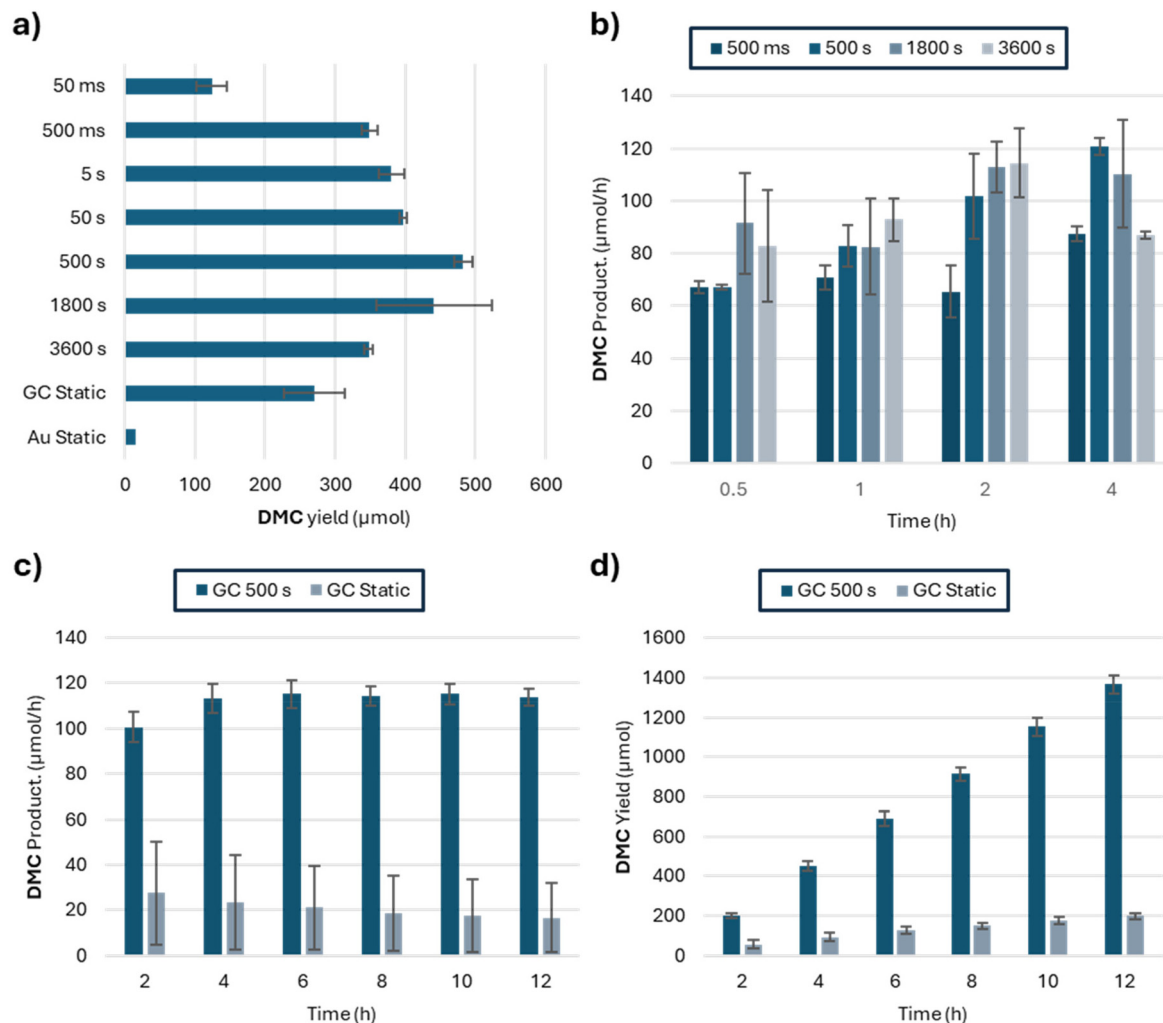 a)
50 ms
500 ms
5 s
50 s
500 s
1800 s
3600 s
GC Static
Au Static
0 100 200 300 400 500 600
DMC yield (µmol)
b)
500 ms 500 s 1800 s 3600 s
DMC Product. (µmol/h)
140
120
100
80
60
40
20
0
0.5 1 2 4
Time (h)
c)
GC 500 s GC Static
DMC Product. (µmol/h)
140
120
100
80
60
40
20
0
2 4 6 8 10 12
Time (h)
d)
GC 500 s GC Static
DMC Yield (µmol)
1600
1400
1200
1000
800
600
400
200
0
2 4 6 8 10 12
Time (h)